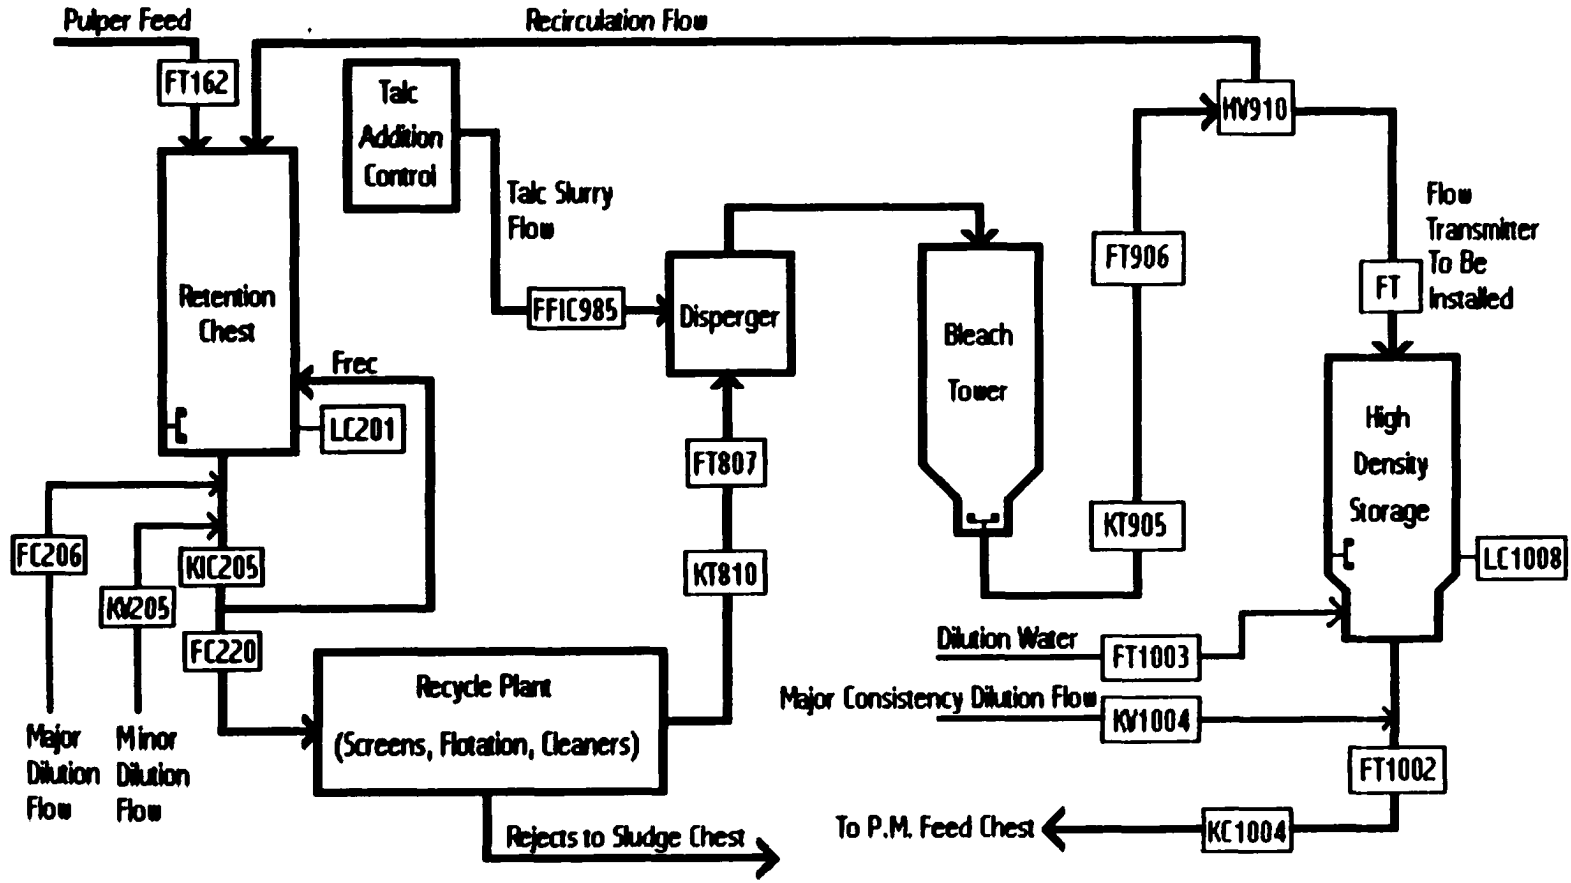 Pulper Feed
Recirculation Flow
FT162
Talc
Addition
Control
HV910
Talc Slurry
Flow
Flow
Transmitter
To Be
Installed
FT906
FT
Retention
Chest
FFIC985
Disperger
Bleach
Tower
Frec
LC201
High
Density
Storage
FT807
KT905
FC206
KIC205
KT810
LC1008
KV205
FC220
Dilution Water
FT1003
Recycle Plant
(Screens, Flotation, Cleaners)
Major Consistency Dilution Flow
KV1004
Major
Dilution
Flow
Minor
Dilution
Flow
FT1002
Rejects to Sludge Chest
To P.M. Feed Chest
KC1004